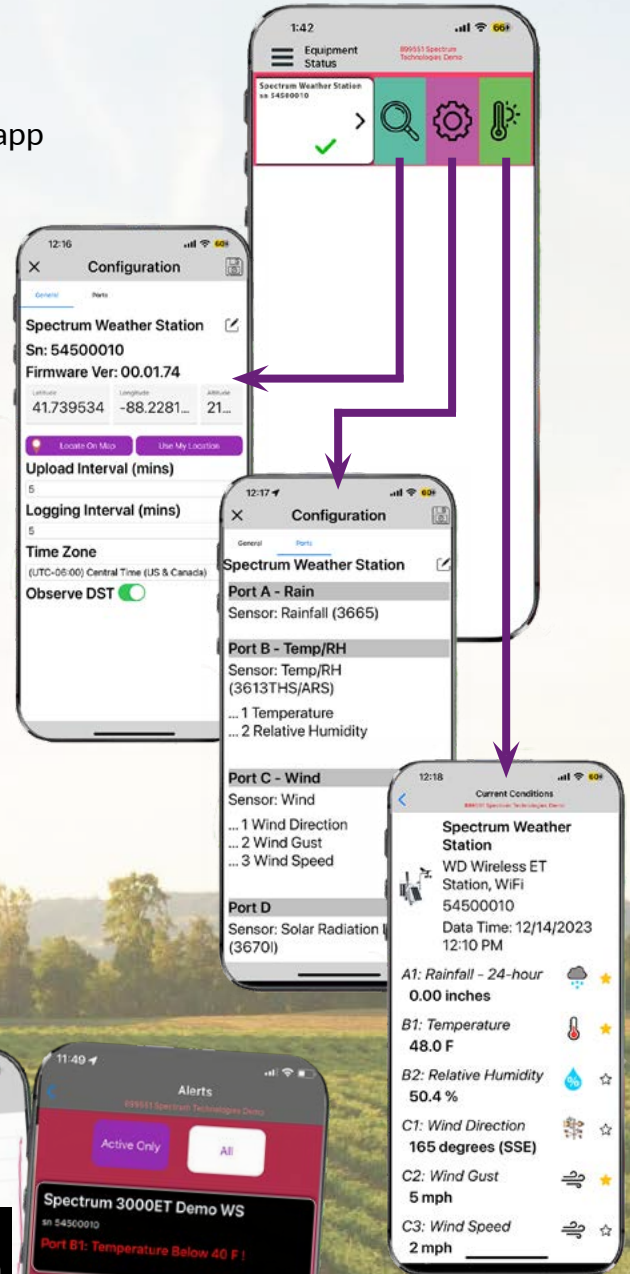 app
1:42
66
Equipment
Status
899551 Spectrum
Technologies Demo
Spectrum Weather Station
sn 54500010
12:16
60
Configuration
General Ports
Spectrum Weather Station
Sn: 54500010
Firmware Ver: 00.01.74
Latitude Longitude Altitude
41.739534 -88.2281... 21...
Locate On Map Use My Location
Upload Interval (mins)
5
Logging Interval (mins)
5
Time Zone
(UTC-06:00) Central Time (US & Canada)
Observe DST
12:17
60
Configuration
General Ports
Spectrum Weather Station
Port A - Rain
Sensor: Rainfall (3665)
Port B - Temp/RH
Sensor: Temp/RH
(3613THS/ARS)
... 1 Temperature
... 2 Relative Humidity
Port C - Wind
Sensor: Wind
... 1 Wind Direction
... 2 Wind Gust
... 3 Wind Speed
Port D
Sensor: Solar Radiation
(3670I)
12:18
60
Current Conditions
899551 Spectrum Technologies Demo
Spectrum Weather
Station
WD Wireless ET
Station, WiFi
54500010
Data Time: 12/14/2023
12:10 PM
A1: Rainfall - 24-hour
0.00 inches
B1: Temperature
48.0 F
B2: Relative Humidity
%
50.4 %
C1: Wind Direction
165 degrees (SSE)
C2: Wind Gust
5 mph
C3: Wind Speed
2 mph
11:49
Alerts
899551 Spectrum Technologies Demo
Active Only All
Spectrum 3000ET Demo WS
sn 54500010
Port B1: Temperature Below 40 F !